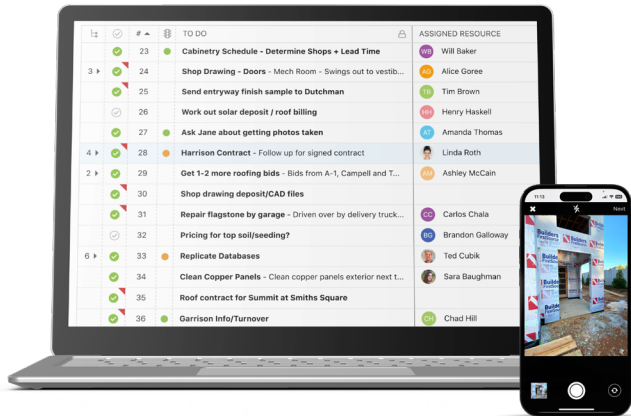 # TO DO ASSIGNED RESOURCE
23 Cabinetry Schedule - Determine Shops + Lead Time WB Will Baker
3 24 Shop Drawing - Doors - Mech Room - Swings out to vestib... AG Alice Goree
25 Send entryway finish sample to Dutchman TB Tim Brown
26 Work out solar deposit / roof billing HH Henry Haskell
27 Ask Jane about getting photos taken AT Amanda Thomas
4 28 Harrison Contract - Follow up for signed contract Linda Roth
2 29 Get 1-2 more roofing bids - Bids from A-1, Campell and T... AM Ashley McCain
30 Shop drawing deposit/CAD files
31 Repair flagstone by garage - Driven over by delivery truck... CC Carlos Chala
32 Pricing for top soil/seeding? BG Brandon Galloway
6 33 Replicate Databases Ted Cubik
34 Clean Copper Panels - Clean copper panels exterior next t... Sara Baughman
35 Roof contract for Summit at Smiths Square
36 Garrison Info/Turnover CH Chad Hill
11:13
Next
Builders
FirstSource